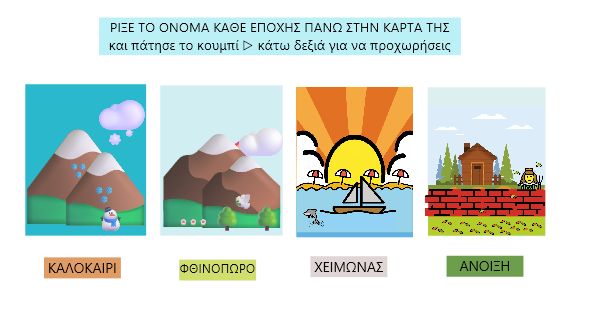 ΡΙΞΕ ΤΟ ΟΝΟΜΑ ΚΑΘΕ ΕΠΟΧΗΣ ΠΑΝΩ ΣΤΗΝ ΚΑΡΤΑ ΤΗΣ
και πάτησε το κουμπί ▷ κάτω δεξιά για να προχωρήσεις
ΚΑΛΟΚΑΙΡΙ
ΦΘΙΝΟΠΩΡΟ
ΧΕΙΜΩΝΑΣ
ΑΝΟΙΞΗ